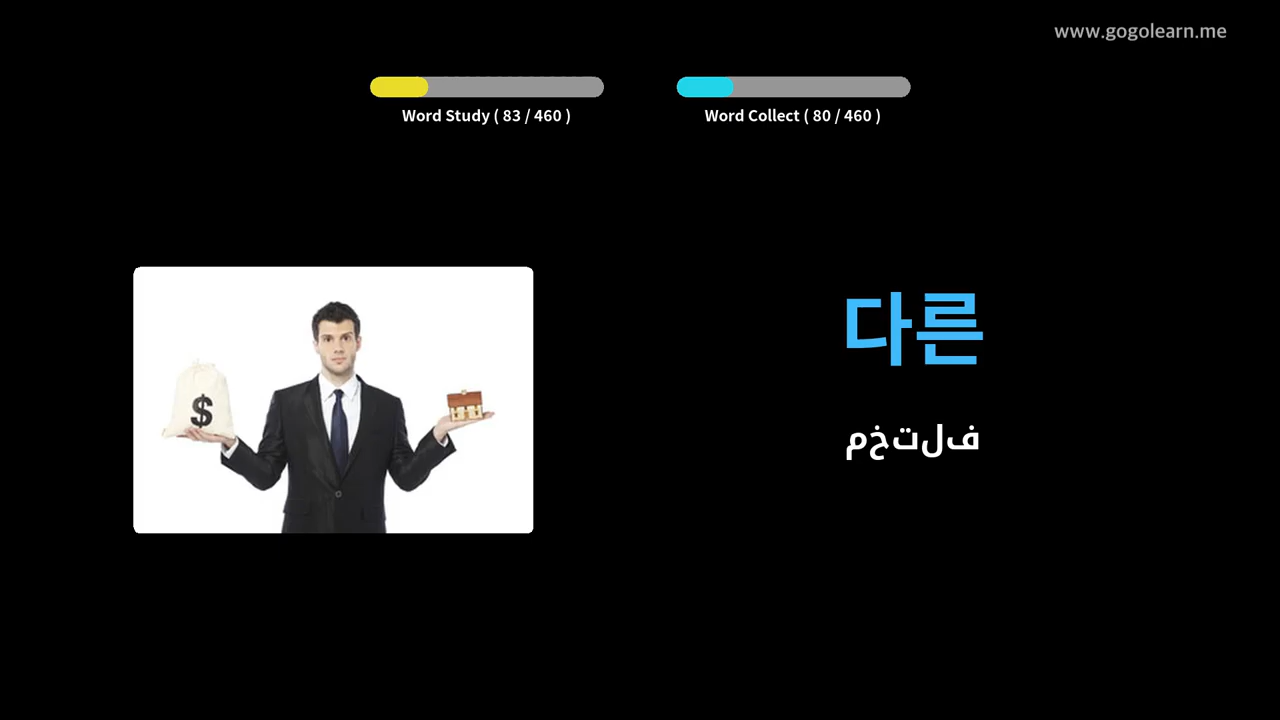 www.gogolearn.me
Word Study ( 83 / 460 )
Word Collect ( 80 / 460 )
$
다른
مختلف